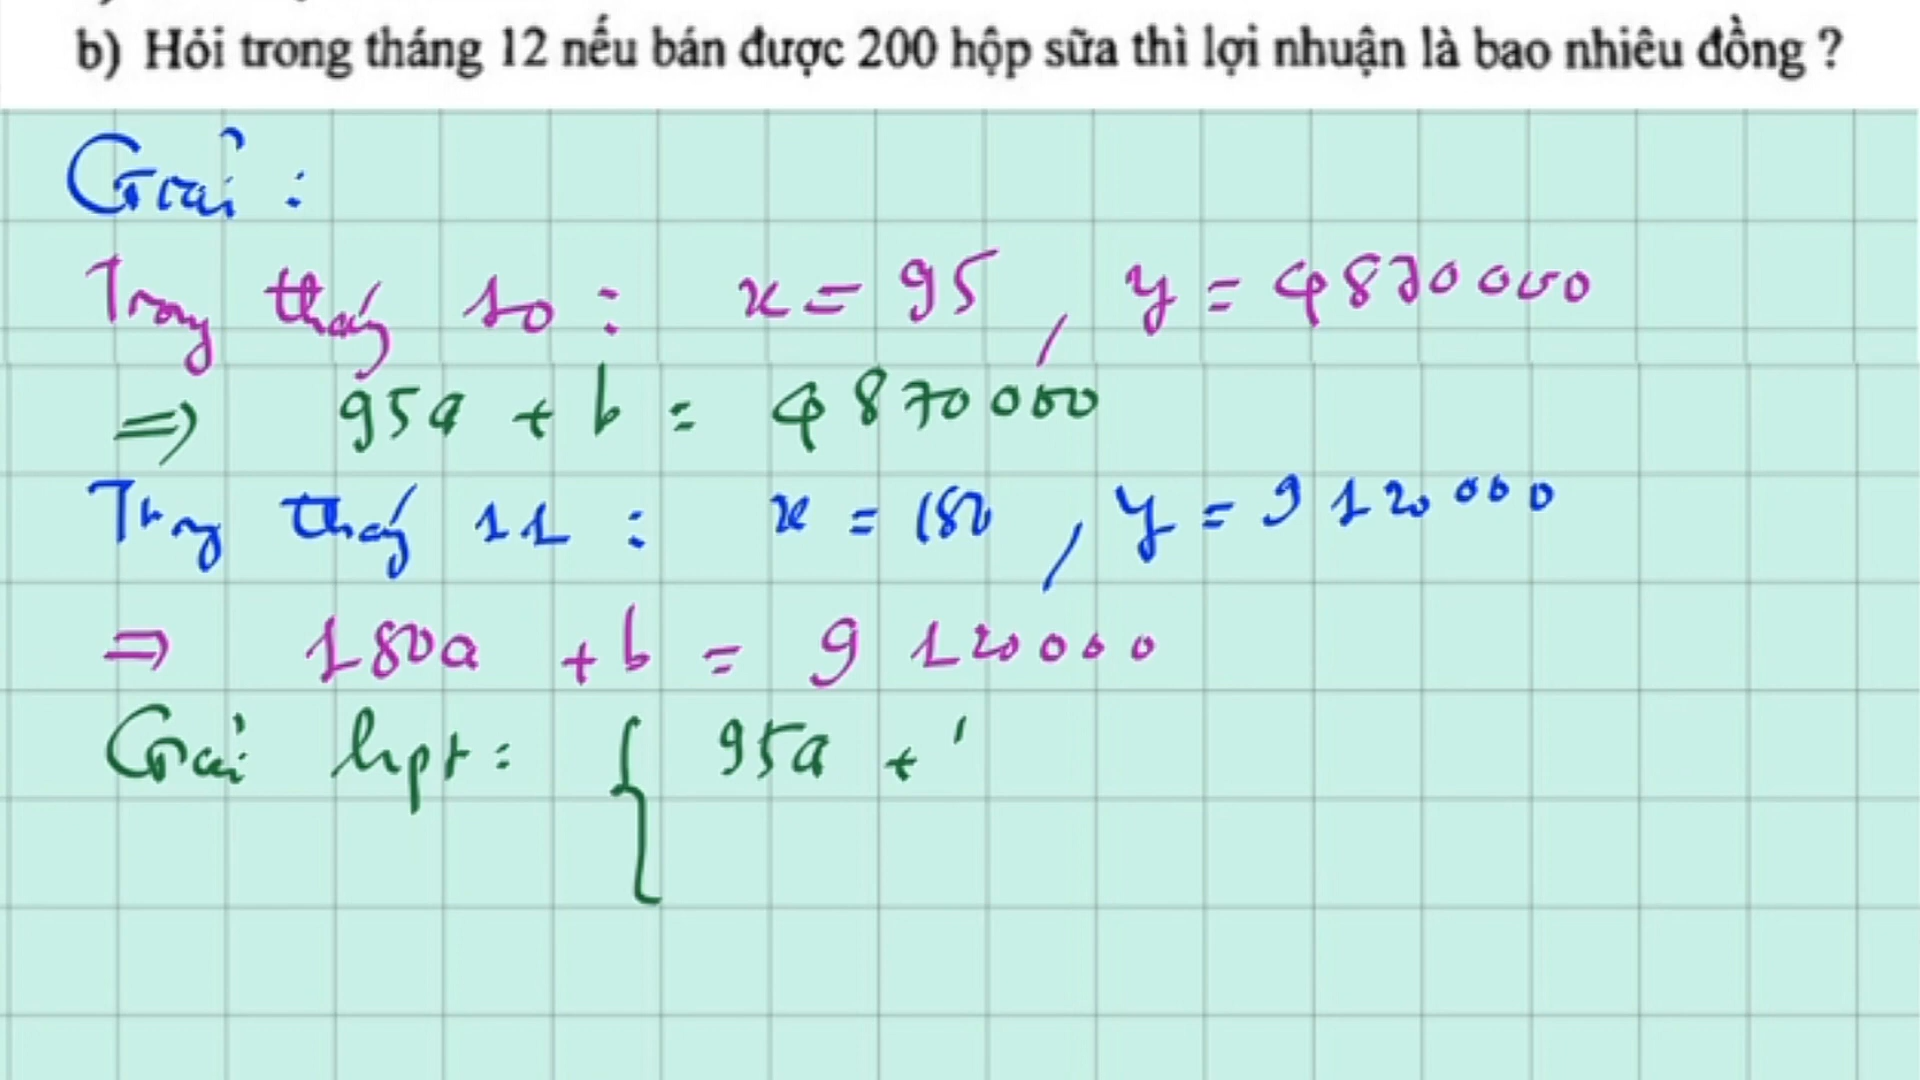 b) Hỏi trong tháng 12 nếu bán được 200 hộp sữa thì lợi nhuận là bao nhiêu đồng ?
Giải :
Trong tháng 10 : x = 95 , y = 4870000
=> 95a + b = 4870000
Trong tháng 11 : x = 180 , y = 9120000
=> 180a + b = 9120000
Giải hpt : { 95a +